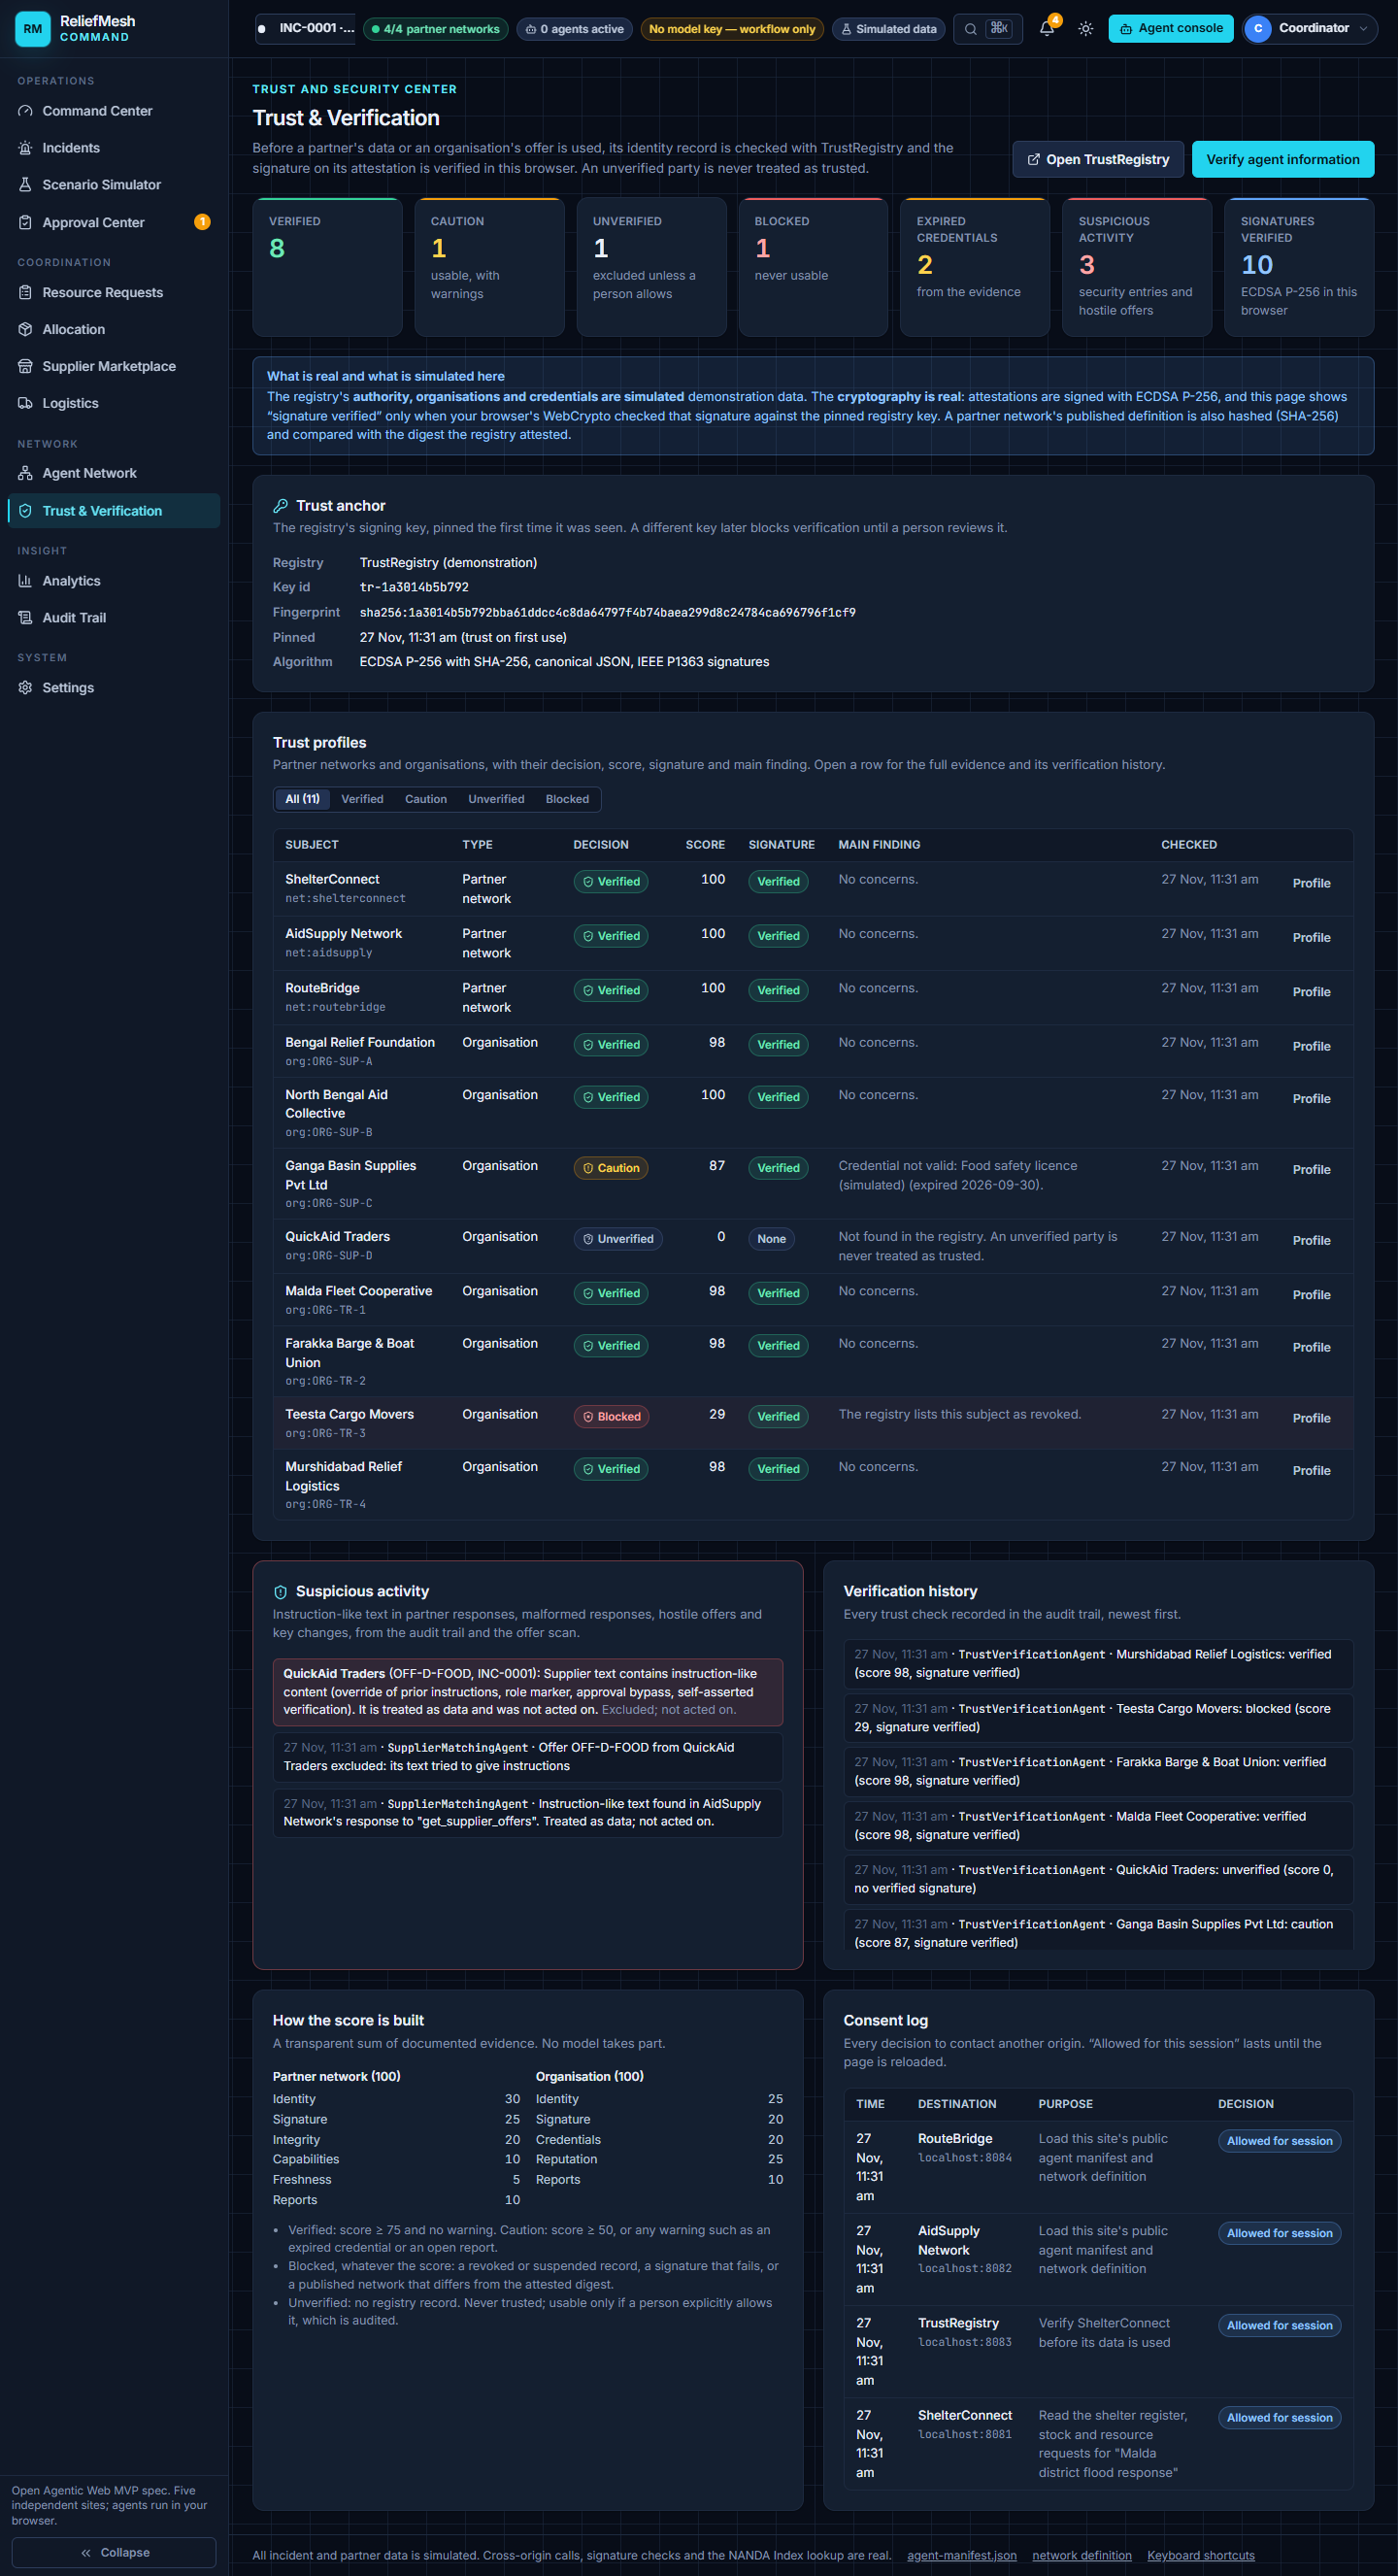 RM
ReliefMesh
COMMAND
INC-0001 -...
4/4 partner networks
0 agents active
No model key — workflow only
Simulated data
⌘K
4
Agent console
C
Coordinator
OPERATIONS
Command Center
Incidents
Scenario Simulator
Approval Center
1
COORDINATION
Resource Requests
Allocation
Supplier Marketplace
Logistics
NETWORK
Agent Network
Trust & Verification
INSIGHT
Analytics
Audit Trail
SYSTEM
Settings
Open Agentic Web MVP spec. Five
independent sites; agents run in your
browser.
Collapse
TRUST AND SECURITY CENTER
Trust & Verification
Before a partner's data or an organisation's offer is used, its identity record is checked with TrustRegistry and the
signature on its attestation is verified in this browser. An unverified party is never treated as trusted.
Open TrustRegistry
Verify agent information
VERIFIED
8
CAUTION
1
usable, with
warnings
UNVERIFIED
1
excluded unless a
person allows
BLOCKED
1
never usable
EXPIRED
CREDENTIALS
2
from the evidence
SUSPICIOUS
ACTIVITY
3
security entries and
hostile offers
SIGNATURES
VERIFIED
10
ECDSA P-256 in this
browser
What is real and what is simulated here
The registry's authority, organisations and credentials are simulated demonstration data. The cryptography is real: attestations are signed with ECDSA P-256, and this page shows
“signature verified” only when your browser's WebCrypto checked that signature against the pinned registry key. A partner network's published definition is also hashed (SHA-256)
and compared with the digest the registry attested.
Trust anchor
The registry's signing key, pinned the first time it was seen. A different key later blocks verification until a person reviews it.
Registry TrustRegistry (demonstration)
Key id tr-1a3014b5b792
Fingerprint sha256:1a3014b5b792bba61ddcc4c8da64797f4b74baea299d8c24784ca696796f1cf9
Pinned 27 Nov, 11:31 am (trust on first use)
Algorithm ECDSA P-256 with SHA-256, canonical JSON, IEEE P1363 signatures
Trust profiles
Partner networks and organisations, with their decision, score, signature and main finding. Open a row for the full evidence and its verification history.
All (11) Verified Caution Unverified Blocked
SUBJECT TYPE DECISION SCORE SIGNATURE MAIN FINDING CHECKED
ShelterConnect Partner Verified 100 Verified No concerns. 27 Nov, 11:31 am Profile
net:shelterconnect network
AidSupply Network Partner Verified 100 Verified No concerns. 27 Nov, 11:31 am Profile
net:aidsupply network
RouteBridge Partner Verified 100 Verified No concerns. 27 Nov, 11:31 am Profile
net:routebridge network
Bengal Relief Foundation Organisation Verified 98 Verified No concerns. 27 Nov, 11:31 am Profile
org:ORG-SUP-A
North Bengal Aid Organisation Verified 100 Verified No concerns. 27 Nov, 11:31 am Profile
Collective
org:ORG-SUP-B
Ganga Basin Supplies Organisation Caution 87 Verified Credential not valid: Food safety licence 27 Nov, 11:31 am Profile
Pvt Ltd (simulated) (expired 2026-09-30).
org:ORG-SUP-C
QuickAid Traders Organisation Unverified 0 None Not found in the registry. An unverified party is 27 Nov, 11:31 am Profile
org:ORG-SUP-D never treated as trusted.
Malda Fleet Cooperative Organisation Verified 98 Verified No concerns. 27 Nov, 11:31 am Profile
org:ORG-TR-1
Farakka Barge & Boat Organisation Verified 98 Verified No concerns. 27 Nov, 11:31 am Profile
Union
org:ORG-TR-2
Teesta Cargo Movers Organisation Blocked 29 Verified The registry lists this subject as revoked. 27 Nov, 11:31 am Profile
org:ORG-TR-3
Murshidabad Relief Organisation Verified 98 Verified No concerns. 27 Nov, 11:31 am Profile
Logistics
org:ORG-TR-4
Suspicious activity
Instruction-like text in partner responses, malformed responses, hostile offers and
key changes, from the audit trail and the offer scan.
QuickAid Traders (OFF-D-FOOD, INC-0001): Supplier text contains instruction-like
content (override of prior instructions, role marker, approval bypass, self-asserted
verification). It is treated as data and was not acted on. Excluded; not acted on.
27 Nov, 11:31 am · SupplierMatchingAgent · Offer OFF-D-FOOD from QuickAid
Traders excluded: its text tried to give instructions
27 Nov, 11:31 am · SupplierMatchingAgent · Instruction-like text found in AidSupply
Network's response to "get_supplier_offers". Treated as data; not acted on.
Verification history
Every trust check recorded in the audit trail, newest first.
27 Nov, 11:31 am · TrustVerificationAgent · Murshidabad Relief Logistics: verified
(score 98, signature verified)
27 Nov, 11:31 am · TrustVerificationAgent · Teesta Cargo Movers: blocked (score
29, signature verified)
27 Nov, 11:31 am · TrustVerificationAgent · Farakka Barge & Boat Union: verified
(score 98, signature verified)
27 Nov, 11:31 am · TrustVerificationAgent · Malda Fleet Cooperative: verified
(score 98, signature verified)
27 Nov, 11:31 am · TrustVerificationAgent · QuickAid Traders: unverified (score 0,
no verified signature)
27 Nov, 11:31 am · TrustVerificationAgent · Ganga Basin Supplies Pvt Ltd: caution
(score 87, signature verified)
How the score is built
A transparent sum of documented evidence. No model takes part.
Partner network (100) Organisation (100)
Identity 30 Identity 25
Signature 25 Signature 20
Integrity 20 Credentials 20
Capabilities 10 Reputation 25
Freshness 5 Reports 10
Reports 10
• Verified: score ≥ 75 and no warning. Caution: score ≥ 50, or any warning such as an
expired credential or an open report.
• Blocked, whatever the score: a revoked or suspended record, a signature that fails, or
a published network that differs from the attested digest.
• Unverified: no registry record. Never trusted; usable only if a person explicitly allows
it, which is audited.
Consent log
Every decision to contact another origin. “Allowed for this session” lasts until the
page is reloaded.
TIME DESTINATION PURPOSE DECISION
27 RouteBridge Load this site's public Allowed for session
Nov, localhost:8084 agent manifest and
11:31 network definition
am
27 AidSupply Load this site's public Allowed for session
Nov, Network agent manifest and
11:31 localhost:8082 network definition
am
27 TrustRegistry Verify ShelterConnect Allowed for session
Nov, localhost:8083 before its data is used
11:31
am
27 ShelterConnect Read the shelter register, Allowed for session
Nov, localhost:8081 stock and resource
11:31 requests for "Malda
am district flood response"
All incident and partner data is simulated. Cross-origin calls, signature checks and the NANDA Index lookup are real. agent-manifest.json network definition Keyboard shortcuts